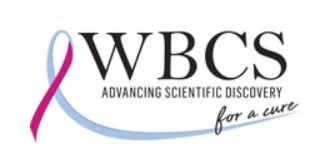 WBCS
ADVANCING SCIENTIFIC DISCOVERY
for a cure